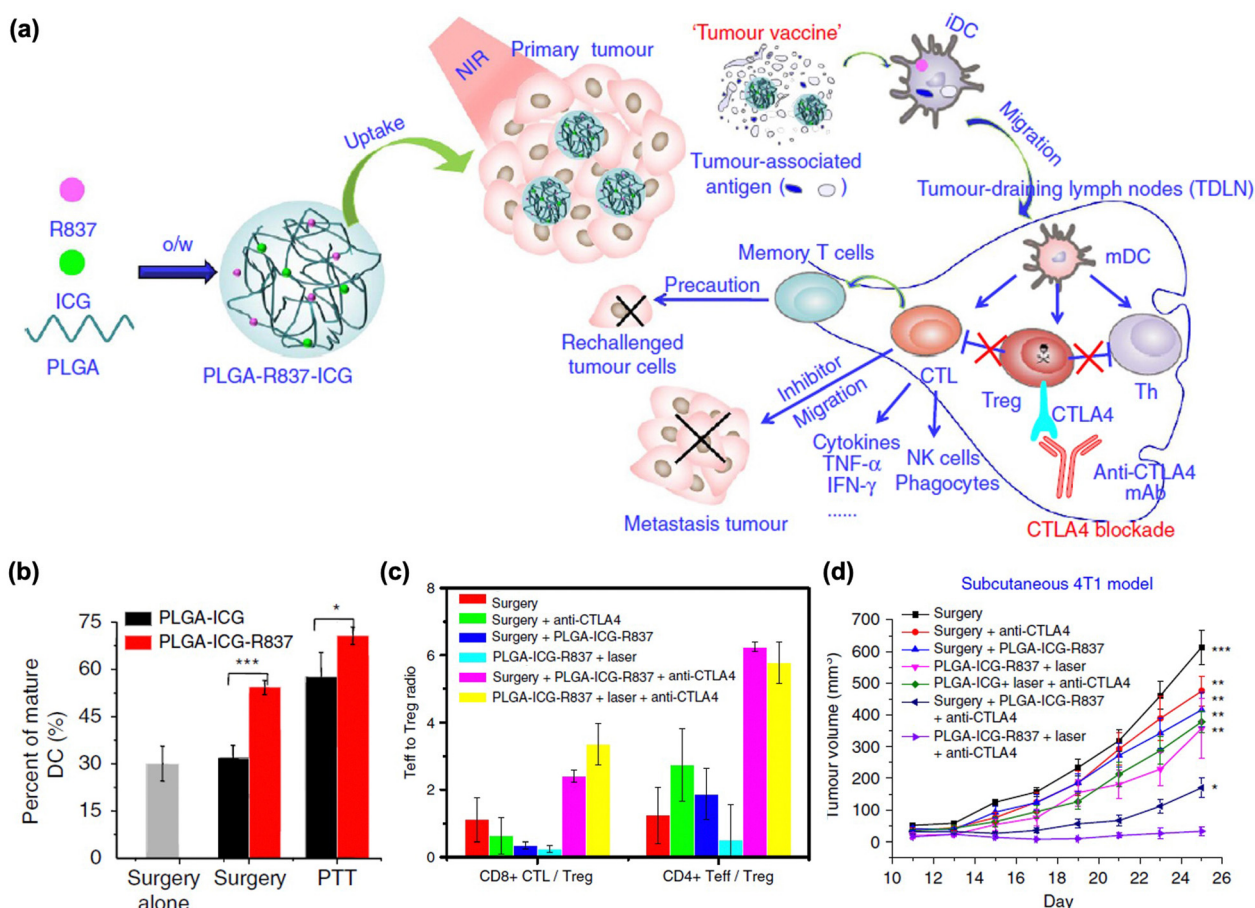 (a)
R837
ICG
PLGA
o/w
PLGA-R837-ICG
Uptake
NIR
Primary tumour
'Tumour vaccine'
Tumour-associated
antigen ( )
iDC
Migration
Tumour-draining lymph nodes (TDLN)
mDC
Memory T cells
Precaution
Rechallenged
tumour cells
CTL
Treg
Th
CTLA4
Inhibitor
Migration
Cytokines
TNF-α
IFN-γ
......
NK cells
Phagocytes
Anti-CTLA4
mAb
CTLA4 blockade
Metastasis tumour
(b)
PLGA-ICG
PLGA-ICG-R837
75
60
45
30
15
0
Percent of mature
DC (%)
***
*
Surgery
alone
Surgery
PTT
(c)
8
6
4
2
0
Teff to Treg radio
Surgery
Surgery + anti-CTLA4
Surgery + PLGA-ICG-R837
PLGA-ICG-R837 + laser
Surgery + PLGA-ICG-R837 + anti-CTLA4
PLGA-ICG-R837 + laser + anti-CTLA4
CD8+ CTL / Treg
CD4+ Teff / Treg
(d)
Subcutaneous 4T1 model
700
600
500
400
300
200
100
0
Tumour volume (mm³)
Surgery
Surgery + anti-CTLA4
Surgery + PLGA-ICG-R837
PLGA-ICG-R837 + laser
PLGA-ICG+ laser + anti-CTLA4
Surgery + PLGA-ICG-R837
+ anti-CTLA4
PLGA-ICG-R837 + laser
+ anti-CTLA4
***
**
**
**
**
*
10 12 14 16 18 20 22 24 26
Day